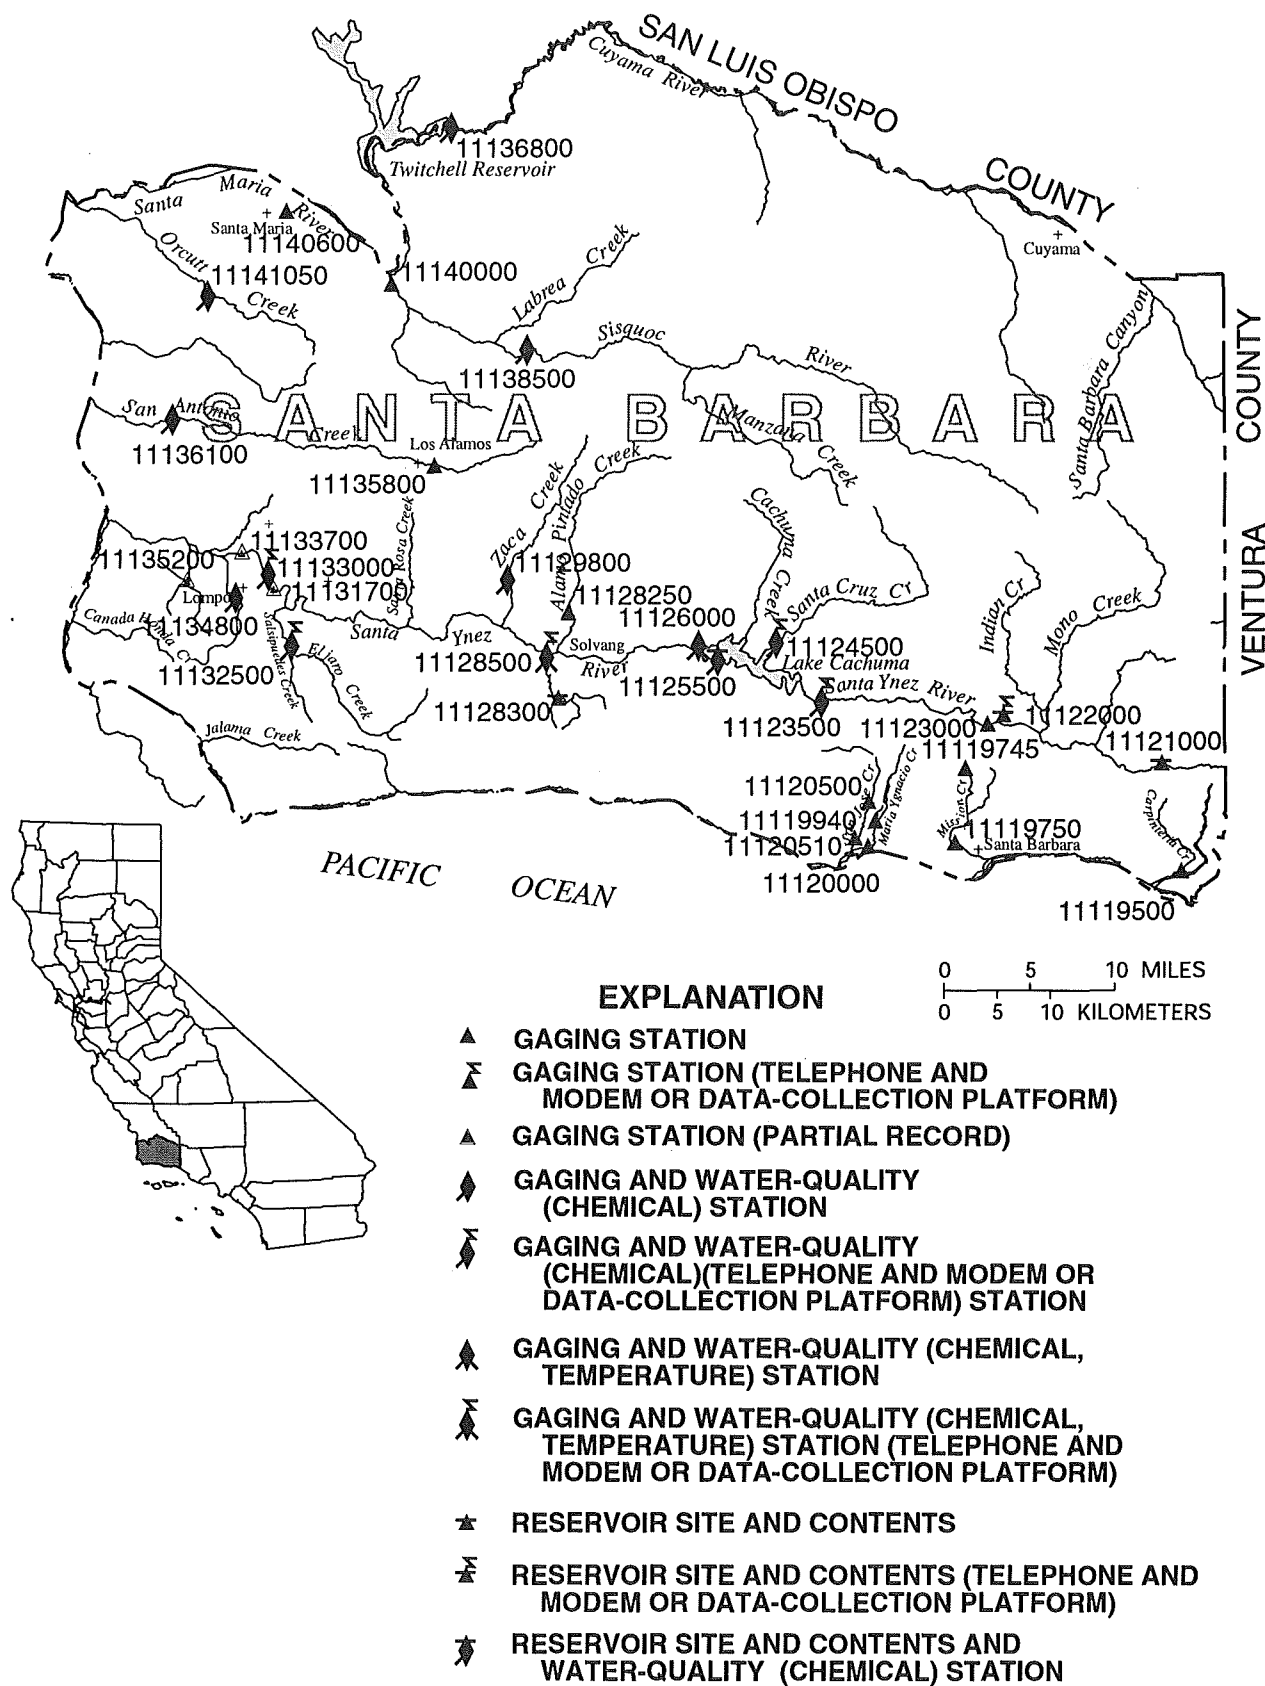 SAN LUIS OBISPO
COUNTY
Cuyama River
11136800
Twitchell Reservoir
Santa Maria River
Santa Maria
11140600
Cuyama
Orcutt Creek
11141050
11140000
Labrea Creek
Sisquoc River
11138500
Santa Barbara Canyon
VENTURA COUNTY
SANTA BARBARA
San Antonio Creek
11136100
Los Alamos
11135800
Manzana Creek
Zaca Creek
Alamo Pintado Creek
Cachuma Creek
Santa Rosa Creek
11133700
11135200
11133000
11131700
11129800
Lompoc
Santa Cruz Cr
Indian Cr
Mono Creek
11128250
11126000
Canada Honda Cr
1134800
Salsipuedes Creek
Santa Ynez River
11124500
Solvang
El Jaro Creek
11128500
Lake Cachuma
11132500
11125500
Santa Ynez River
11128300
11123500
11123000
11122000
Jalama Creek
11119745
11121000
11120500
San Jose Cr
Maria Ygnacio Cr
11119940
Mission Cr
11119750
Carpinteria Cr
11120510
Santa Barbara
11120000
PACIFIC OCEAN
11119500
0 5 10 MILES
0 5 10 KILOMETERS
EXPLANATION
GAGING STATION
GAGING STATION (TELEPHONE AND
MODEM OR DATA-COLLECTION PLATFORM)
GAGING STATION (PARTIAL RECORD)
GAGING AND WATER-QUALITY
(CHEMICAL) STATION
GAGING AND WATER-QUALITY
(CHEMICAL)(TELEPHONE AND MODEM OR
DATA-COLLECTION PLATFORM) STATION
GAGING AND WATER-QUALITY (CHEMICAL,
TEMPERATURE) STATION
GAGING AND WATER-QUALITY (CHEMICAL,
TEMPERATURE) STATION (TELEPHONE AND
MODEM OR DATA-COLLECTION PLATFORM)
RESERVOIR SITE AND CONTENTS
RESERVOIR SITE AND CONTENTS (TELEPHONE AND
MODEM OR DATA-COLLECTION PLATFORM)
RESERVOIR SITE AND CONTENTS AND
WATER-QUALITY (CHEMICAL) STATION